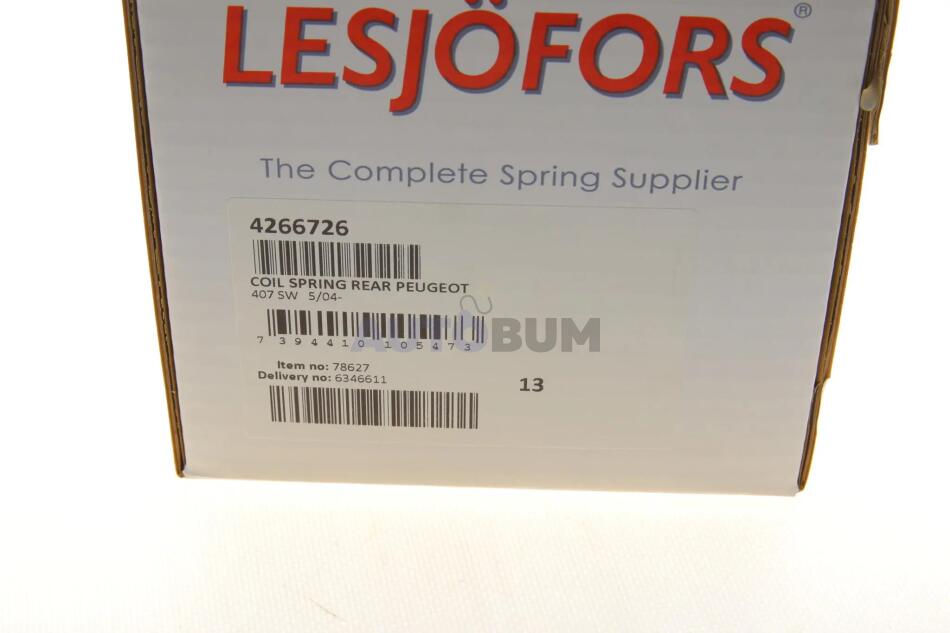 LESJÖFORS®
The Complete Spring Supplier
4266726
COIL SPRING REAR PEUGEOT
407 SW 5/04-
7 394410 105473
AUTOBUM
Item no: 78627
Delivery no: 6346611
13